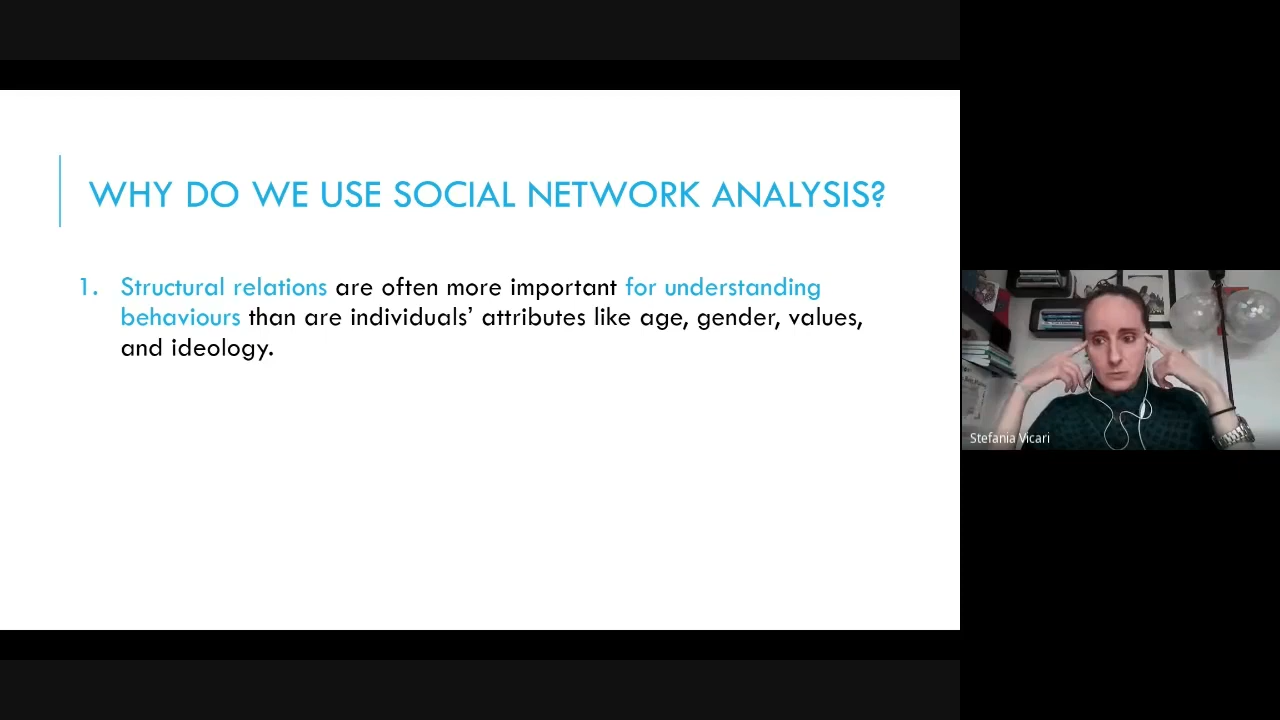 WHY DO WE USE SOCIAL NETWORK ANALYSIS?
1. Structural relations are often more important for understanding
behaviours than are individuals’ attributes like age, gender, values,
and ideology.
Stefania Vicari